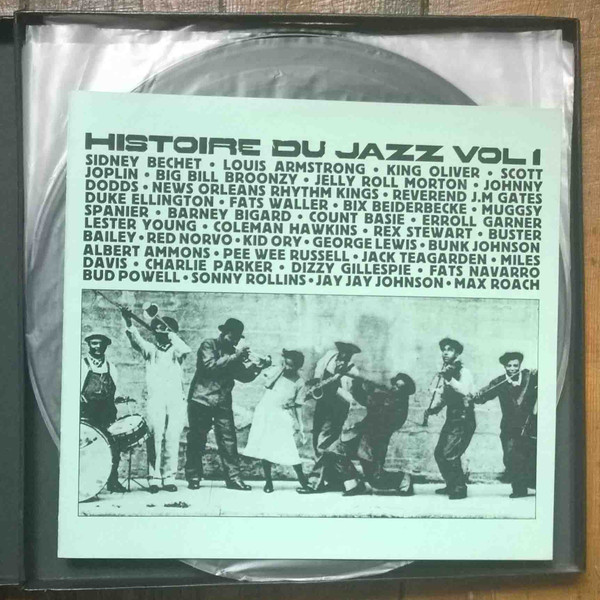 HISTOIRE DU JAZZ VOL 1
SIDNEY BECHET • LOUIS ARMSTRONG • KING OLIVER • SCOTT
JOPLIN • BIG BILL BROONZY • JELLY ROLL MORTON • JOHNNY
DODDS • NEWS ORLEANS RHYTHM KINGS • REVEREND J.M GATES
DUKE ELLINGTON • FATS WALLER • BIX BEIDERBECKE • MUGGSY
SPANIER • BARNEY BIGARD • COUNT BASIE • ERROLL GARNER
LESTER YOUNG • COLEMAN HAWKINS • REX STEWART • BUSTER
BAILEY • RED NORVO • KID ORY • GEORGE LEWIS • BUNK JOHNSON
ALBERT AMMONS • PEE WEE RUSSELL • JACK TEAGARDEN • MILES
DAVIS • CHARLIE PARKER • DIZZY GILLESPIE • FATS NAVARRO
BUD POWELL • SONNY ROLLINS • JAY JAY JOHNSON • MAX ROACH